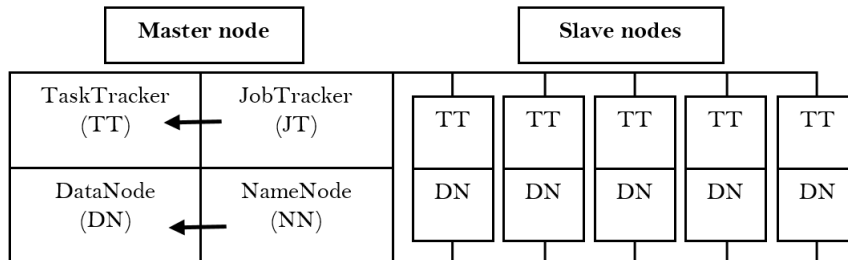 Master node
Slave nodes
TaskTracker
(TT)
JobTracker
(JT)
TT
TT
TT
TT
TT
DataNode
(DN)
NameNode
(NN)
DN
DN
DN
DN
DN